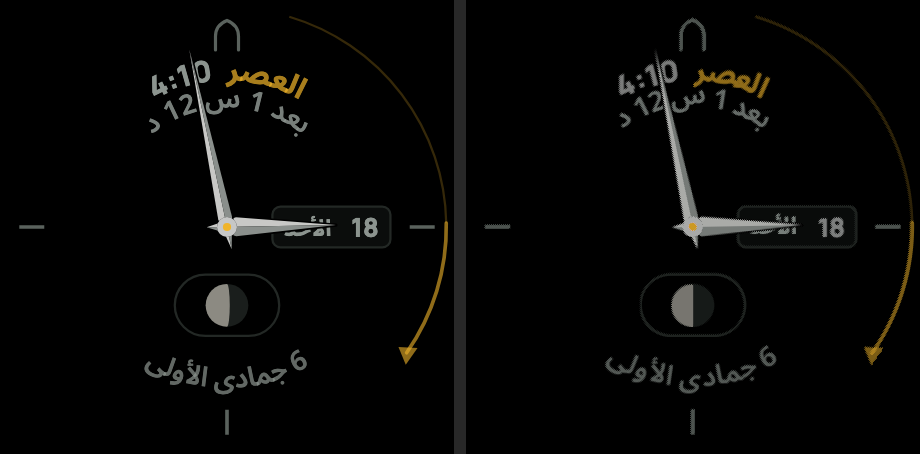 العصر 4:10
بعد 1 س 12 د
الأحد 18
6 جمادى الأولى
العصر 4:10
بعد 1 س 12 د
الأحد 18
6 جمادى الأولى